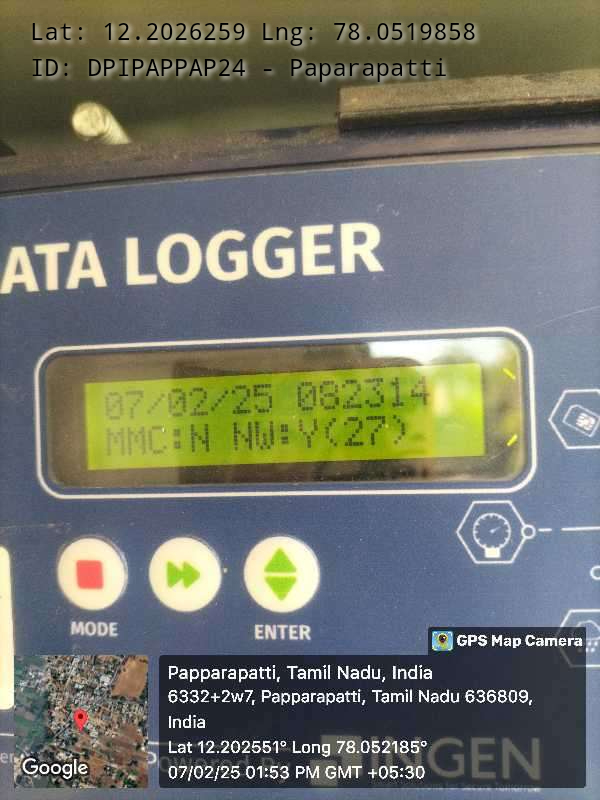 Lat: 12.2026259 Lng: 78.0519858
ID: DPIPAPPAP24 - Paparapatti
ATA LOGGER
07/02/25 082314
MMC:N NW:Y(27)
MODE
ENTER
GPS Map Camera
Papparapatti, Tamil Nadu, India
6332+2w7, Papparapatti, Tamil Nadu 636809,
India
Lat 12.202551° Long 78.052185°
07/02/25 01:53 PM GMT +05:30
Google
Powered By
INGEN